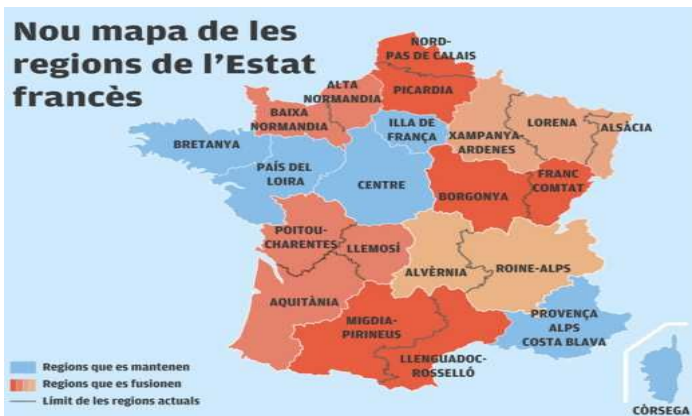 Nou mapa de les
regions de l'Estat
francès
NORD-
PAS DE CALAIS
PICARDIA
ALTA
NORMANDIA
BAIXA
NORMANDIA
ILLA DE
FRANÇA
XAMPANYA-
ARDENES
LORENA
ALSÀCIA
BRETANYA
PAÍS DEL
LOIRA
CENTRE
BORGONYA
FRANC
COMTAT
POITOU-
CHARENTES
LLEMOSÍ
ALVÈRNIA
ROINE-ALPS
AQUITÀNIA
MIGDIA-
PIRINEUS
LLENGUADOC-
ROSSELLÓ
PROVENÇA
ALPS
COSTA BLAVA
CÒRSEGA
Regions que es mantenen
Regions que es fusionen
Límit de les regions actuals